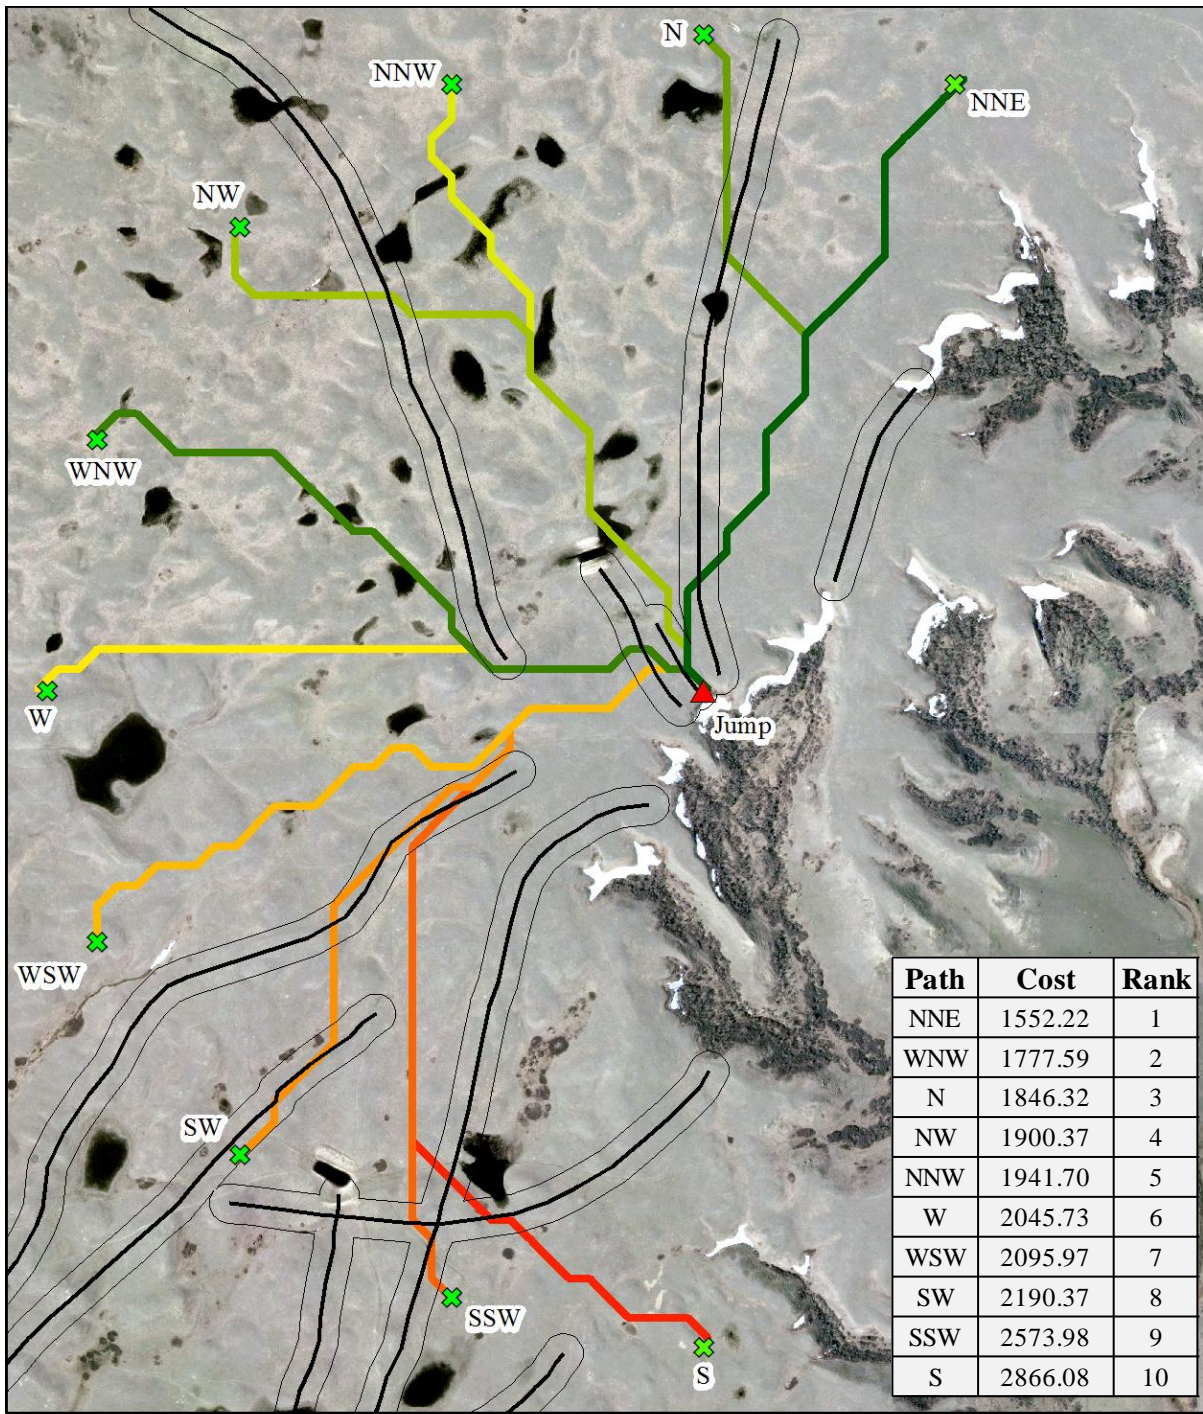 N
NNW
NNE
NW
WNW
W
Jump
WSW
SW
SSW
S
Path Cost Rank
NNE 1552.22 1
WNW 1777.59 2
N 1846.32 3
NW 1900.37 4
NNW 1941.70 5
W 2045.73 6
WSW 2095.97 7
SW 2190.37 8
SSW 2573.98 9
S 2866.08 10